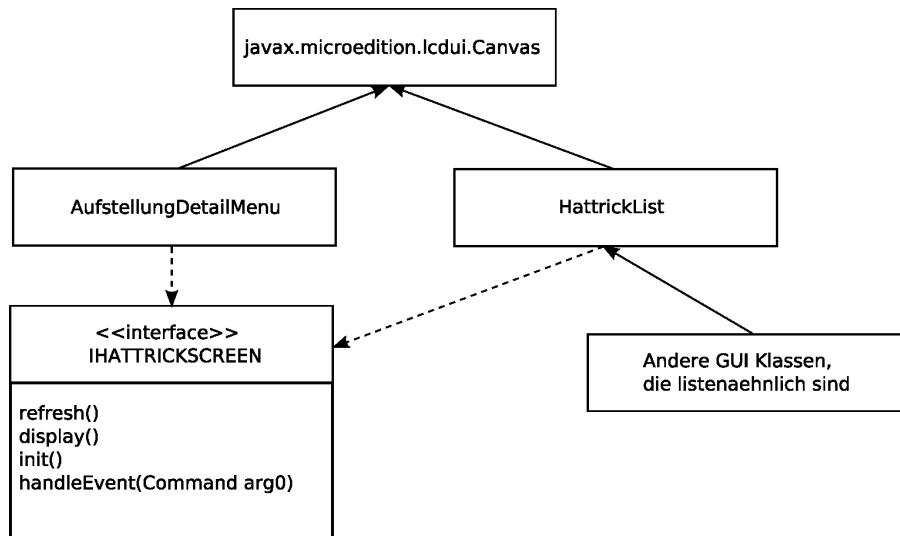 javax.microedition.lcdui.Canvas
AufstellungDetailMenu
HattrickList
<<interface>>
IHATTRICKSCREEN
refresh()
display()
init()
handleEvent(Command arg0)
Andere GUI Klassen,
die listenaehnlich sind